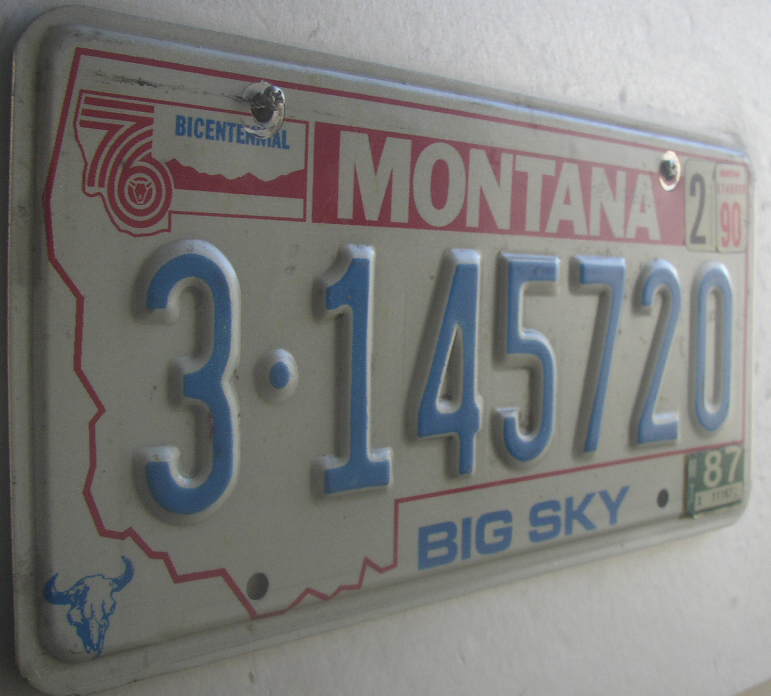 76 BICENTENNIAL
MONTANA 2 90
3·145720
87
BIG SKY